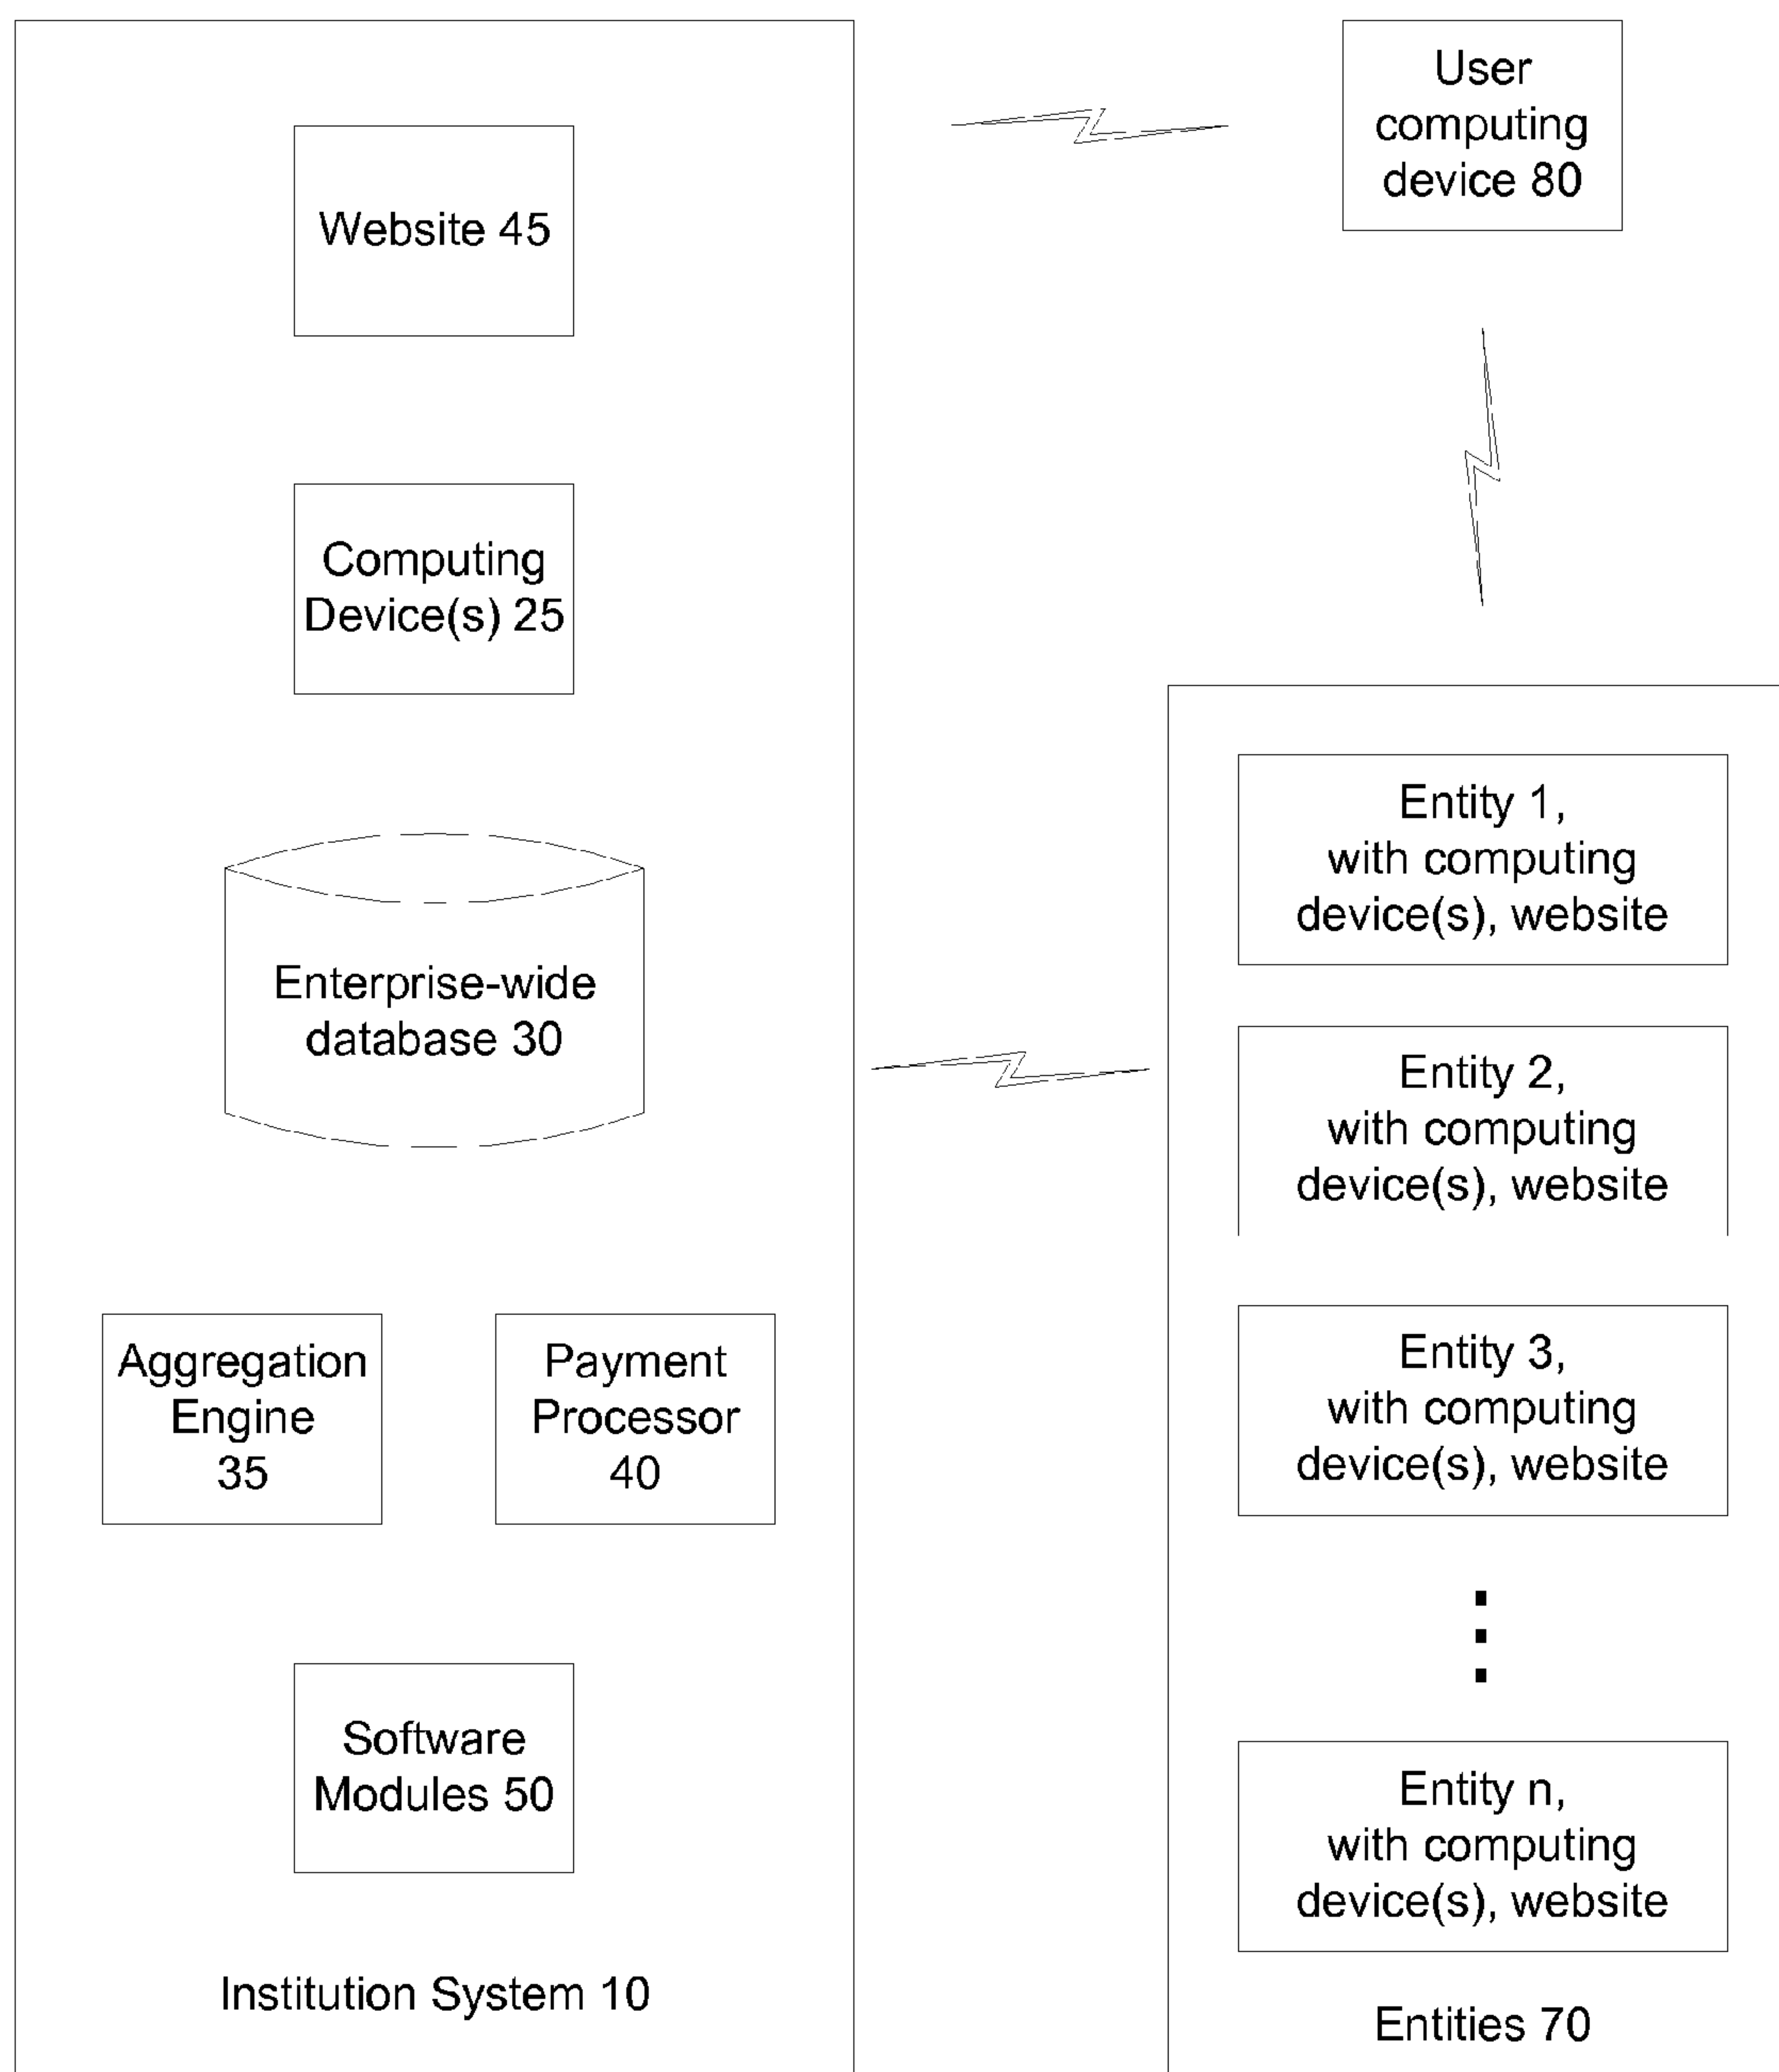 Website 45
Computing
Device(s) 25
Enterprise-wide
database 30
Aggregation
Engine
35
Payment
Processor
40
Software
Modules 50
Institution System 10
User
computing
device 80
Entity 1,
with computing
device(s), website
Entity 2,
with computing
device(s), website
Entity 3,
with computing
device(s), website
Entity n,
with computing
device(s), website
Entities 70